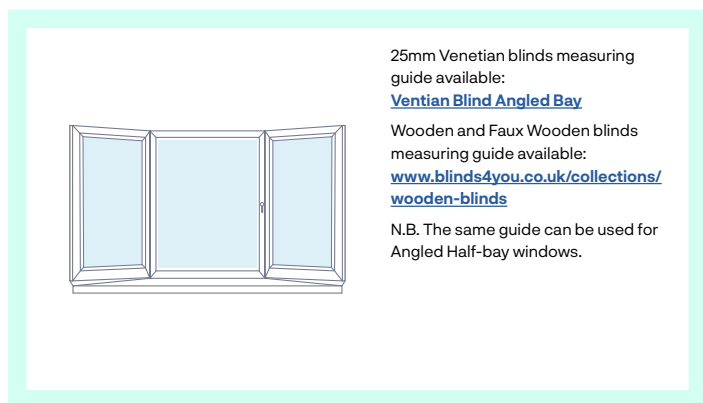 25mm Venetian blinds measuring
guide available:
Ventian Blind Angled Bay
Wooden and Faux Wooden blinds
measuring guide available:
www.blinds4you.co.uk/collections/
wooden-blinds
N.B. The same guide can be used for
Angled Half-bay windows.